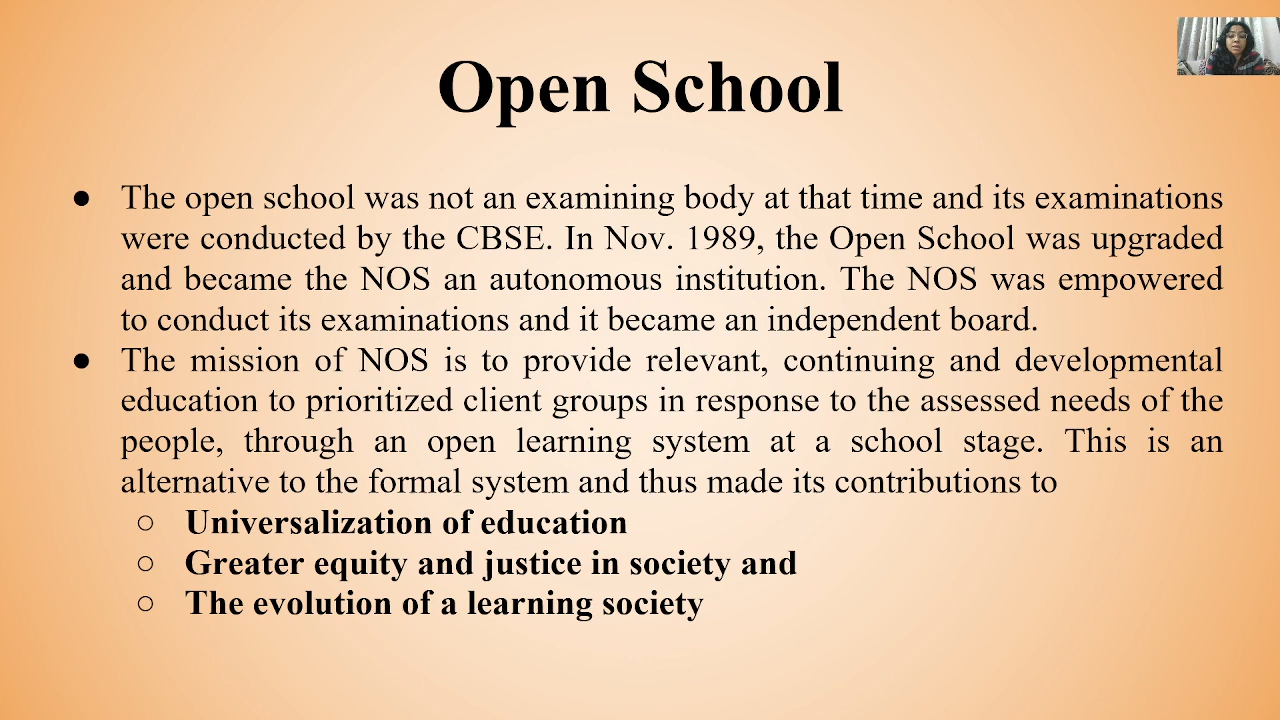 Open School
● The open school was not an examining body at that time and its examinations
were conducted by the CBSE. In Nov. 1989, the Open School was upgraded
and became the NOS an autonomous institution. The NOS was empowered
to conduct its examinations and it became an independent board.
● The mission of NOS is to provide relevant, continuing and developmental
education to prioritized client groups in response to the assessed needs of the
people, through an open learning system at a school stage. This is an
alternative to the formal system and thus made its contributions to
○ Universalization of education
○ Greater equity and justice in society and
○ The evolution of a learning society